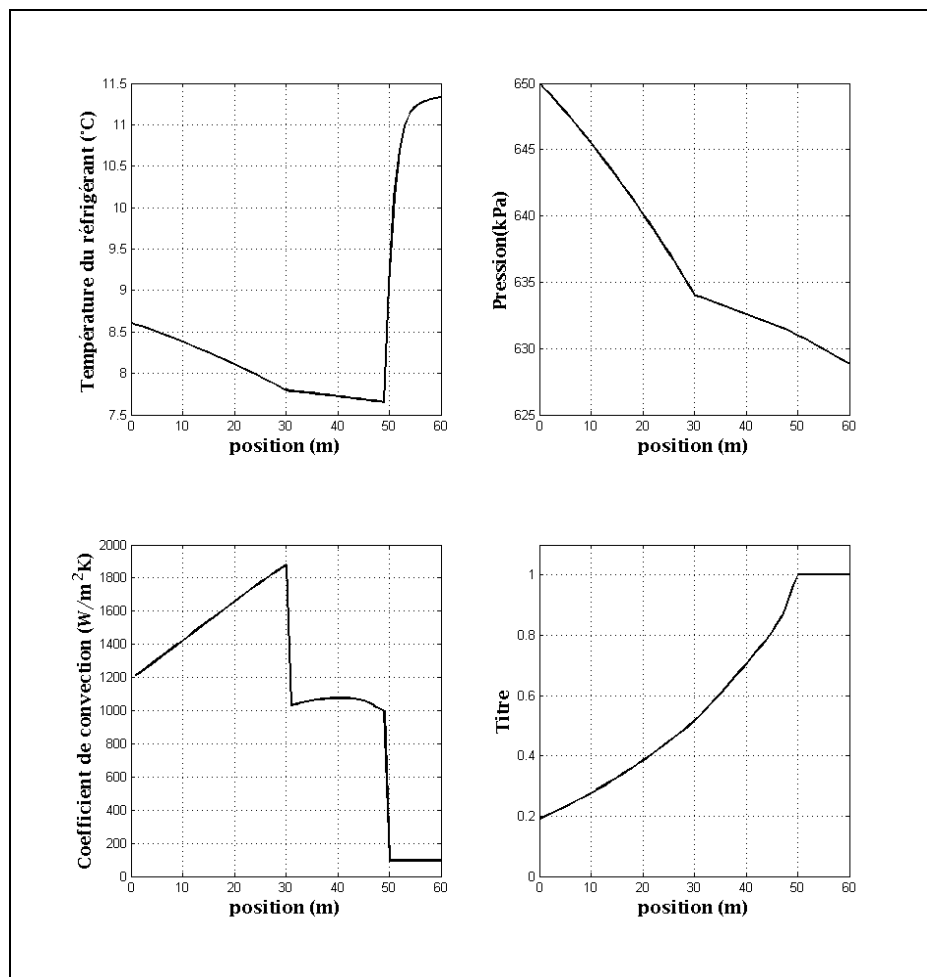 Température du réfrigérant (°C)
11.5
11
10.5
10
9.5
9
8.5
8
7.5
0 10 20 30 40 50 60
position (m)
Pression(kPa)
650
645
640
635
630
625
0 10 20 30 40 50 60
position (m)
Coefficient de convection (W/m²k)
2000
1800
1600
1400
1200
1000
800
600
400
200
0
0 10 20 30 40 50 60
position (m)
Titre
1
0.8
0.6
0.4
0.2
0
0 10 20 30 40 50 60
position (m)